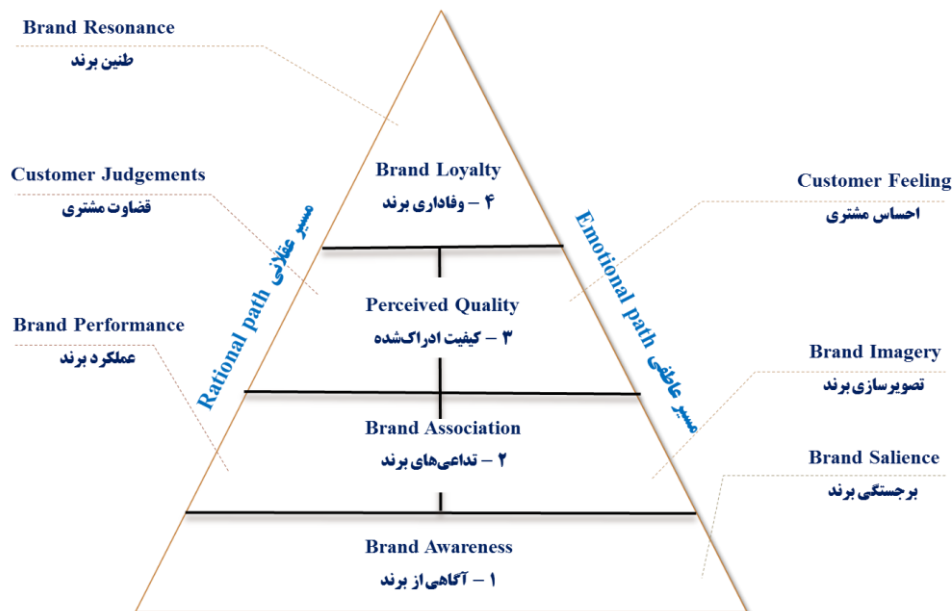 Brand Resonance
طنین برند
Brand Loyalty
۴ – وفاداری برند
Customer Judgements
قضاوت مشتری
Customer Feeling
احساس مشتری
Rational path مسیر عقلانی
Emotional path مسیر عاطفی
Perceived Quality
۳ – کیفیت ادراک‌شده
Brand Performance
عملکرد برند
Brand Imagery
تصویرسازی برند
Brand Association
۲ – تداعی‌های برند
Brand Salience
برجستگی برند
Brand Awareness
۱ – آگاهی از برند